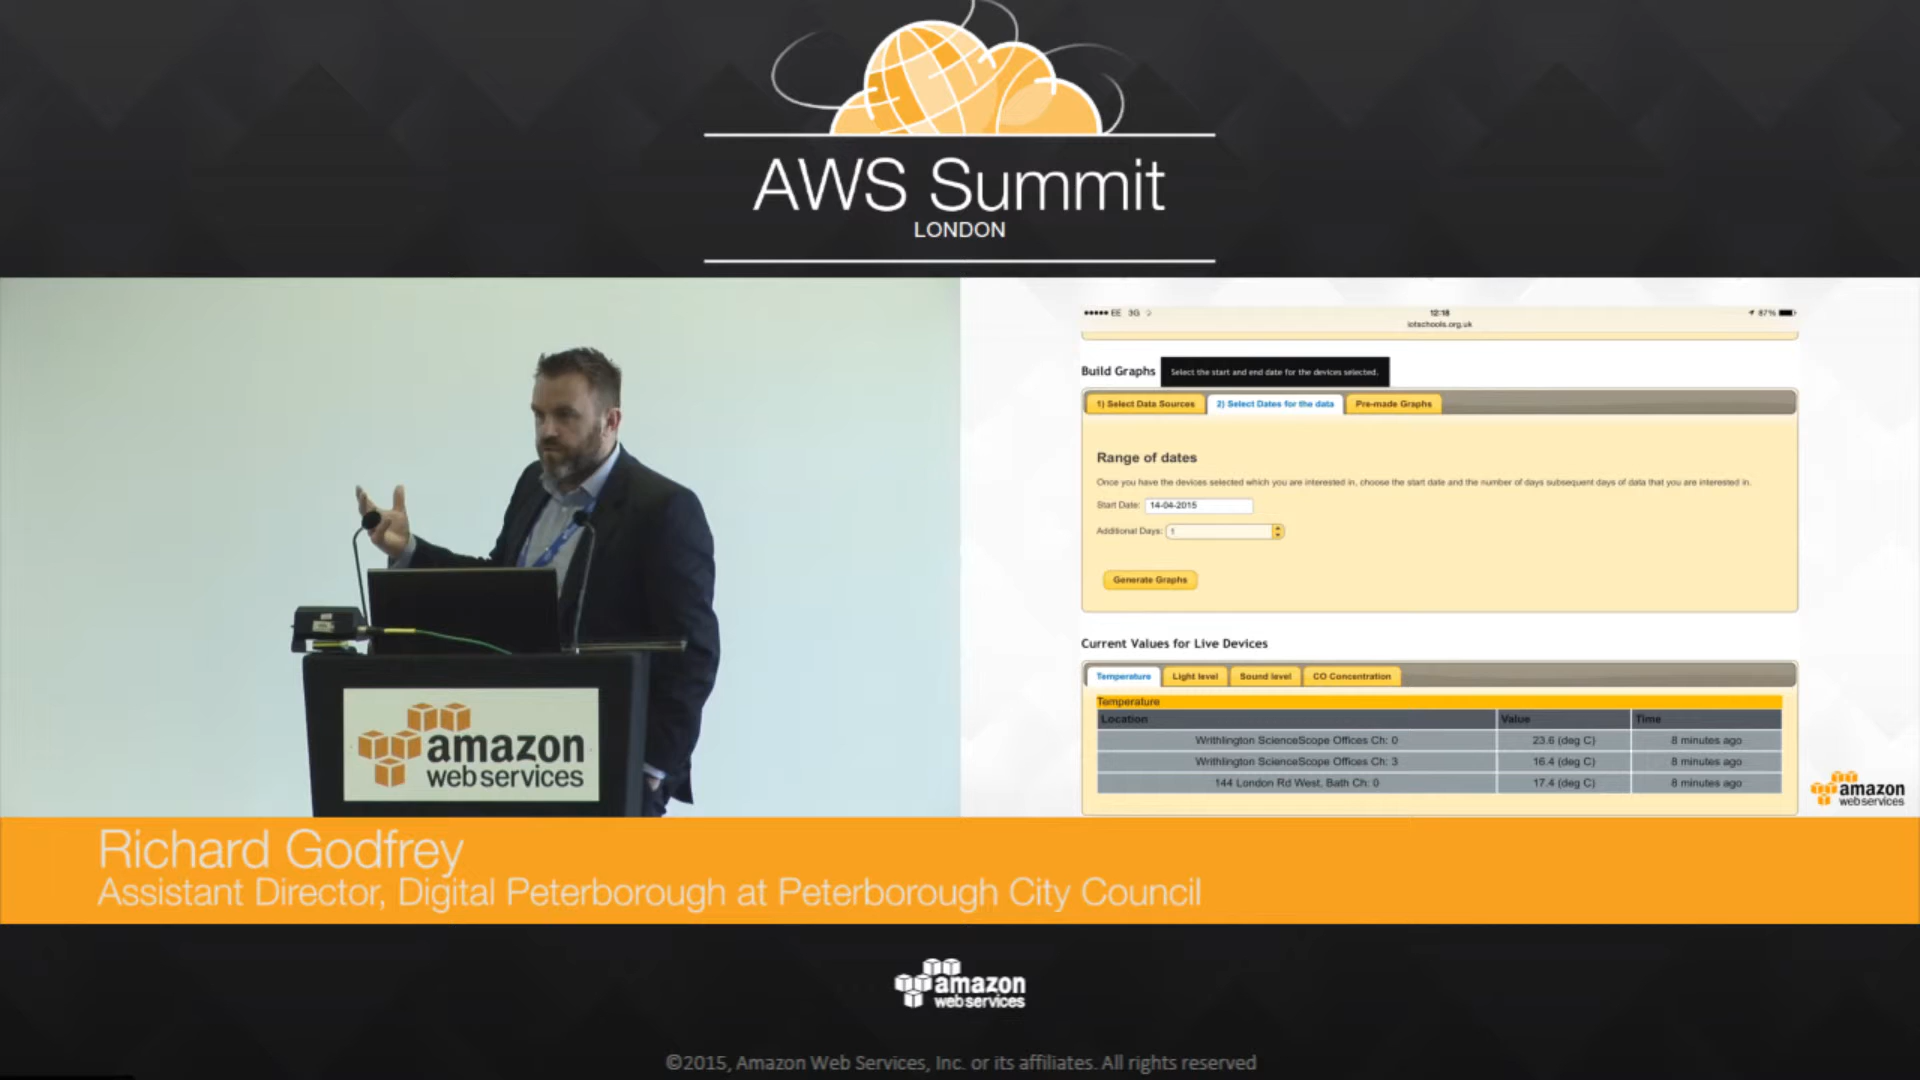 AWS Summit
LONDON
EE 3G 12:18 87%
iotschools.org.uk
Build Graphs
Select the start and end date for the devices selected.
1) Select Data Sources
2) Select Dates for the data
Pre-made Graphs
Range of dates
Once you have the devices selected which you are interested in, choose the start date and the number of days subsequent days of data that you are interested in.
Start Date: 14-04-2015
Additional Days: 1
Generate Graphs
Current Values for Live Devices
Temperature
Light level
Sound level
CO Concentration
Temperature
Location Value Time
Writhlington ScienceScope Offices Ch: 0 23.6 (deg C) 8 minutes ago
Writhlington ScienceScope Offices Ch: 3 16.4 (deg C) 8 minutes ago
144 London Rd West, Bath Ch: 0 17.4 (deg C) 8 minutes ago
amazon
web services
amazon
web services
Richard Godfrey
Assistant Director, Digital Peterborough at Peterborough City Council
amazon
web services
©2015, Amazon Web Services, Inc. or its affiliates. All rights reserved